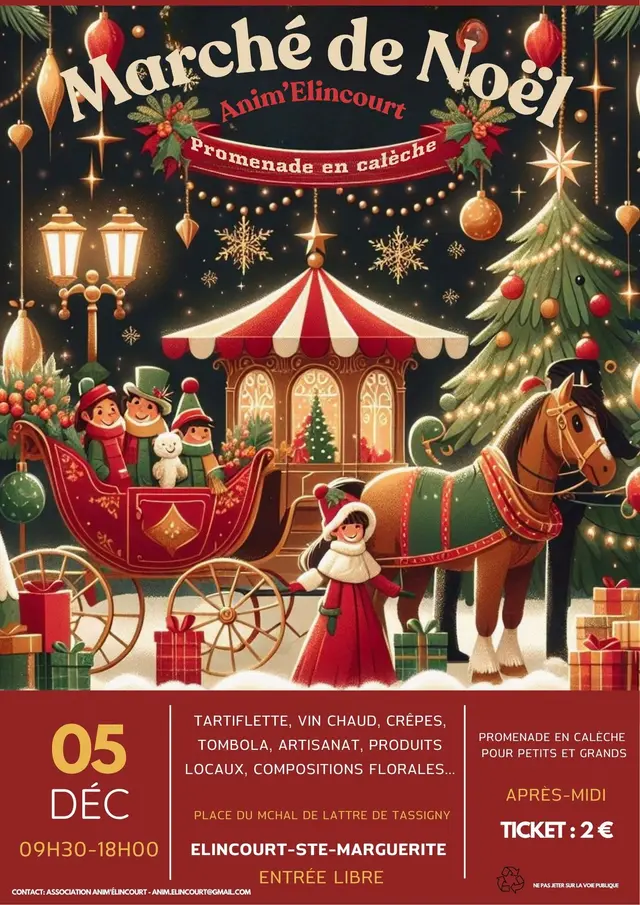 Marché de Noël
Anim'Elincourt
Promenade en calèche
05
DÉC
09H30-18H00
TARTIFLETTE, VIN CHAUD, CRÊPES,
TOMBOLA, ARTISANAT, PRODUITS
LOCAUX, COMPOSITIONS FLORALES...
PLACE DU MCHAL DE LATTRE DE TASSIGNY
ELINCOURT-STE-MARGUERITE
ENTRÉE LIBRE
PROMENADE EN CALÈCHE
POUR PETITS ET GRANDS
APRÈS-MIDI
TICKET : 2 €
NE PAS JETER SUR LA VOIE PUBLIQUE
CONTACT: ASSOCIATION ANIM'ÉLINCOURT - ANIM.ELINCOURT@GMAIL.COM